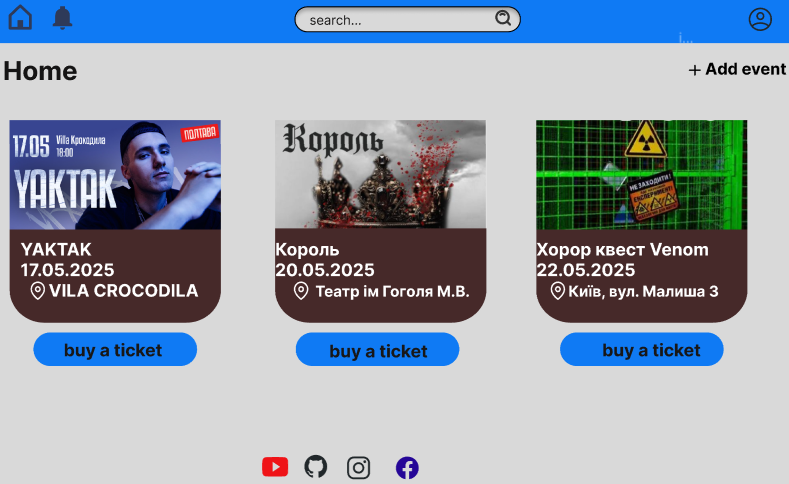 search...
i...
Home
+ Add event
17.05 Villa Крокодила
18:00
ПОЛТАВА
YAKTAK
YAKTAK
17.05.2025
VILA CROCODILA
buy a ticket
Король
Король
20.05.2025
Театр ім Гоголя М.В.
buy a ticket
НЕ ЗАХОДИТИ!
Хорор квест Venom
22.05.2025
Київ, вул. Малиша 3
buy a ticket